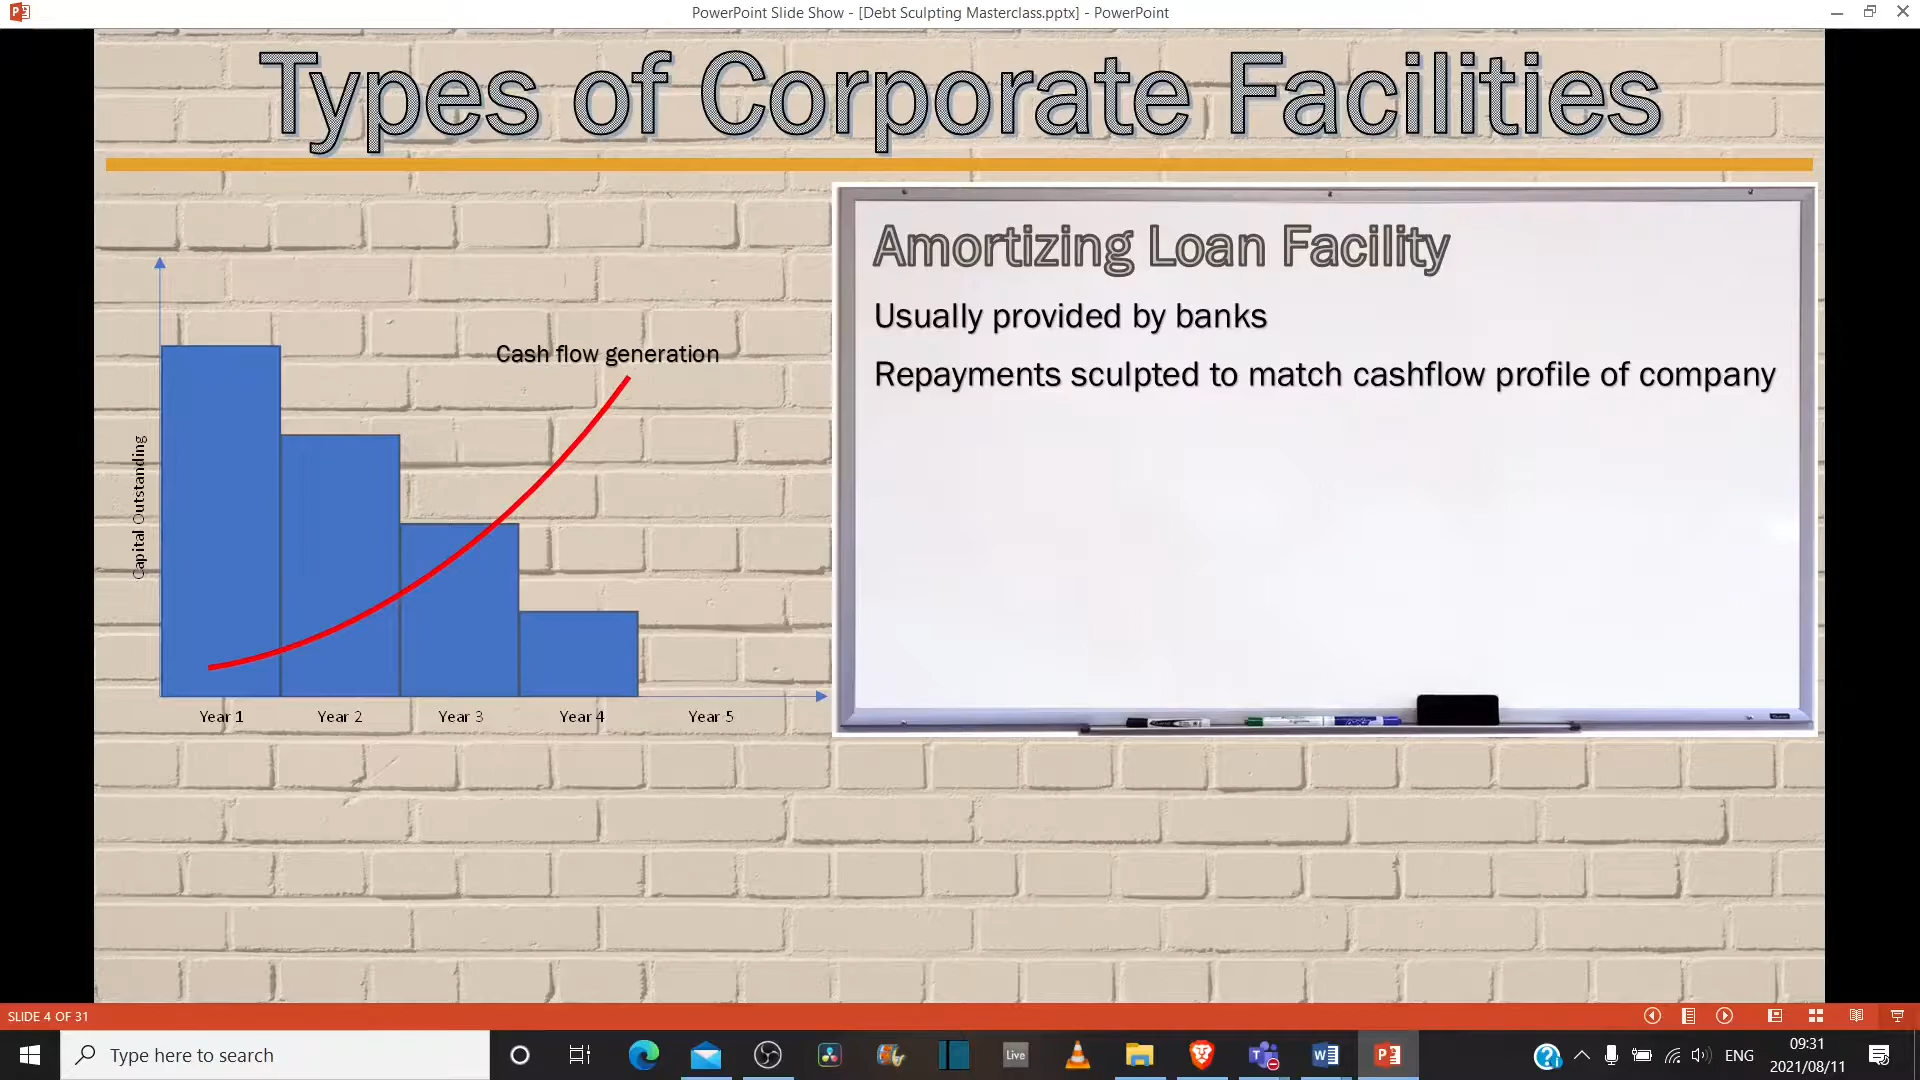 PowerPoint Slide Show - [Debt Sculpting Masterclass.pptx] - PowerPoint
Types of Corporate Facilities
Capital Outstanding
Cash flow generation
Year 1 Year 2 Year 3 Year 4 Year 5
Amortizing Loan Facility
Usually provided by banks
Repayments sculpted to match cashflow profile of company
SLIDE 4 OF 31
Type here to search
Live
ENG
09:31
2021/08/11